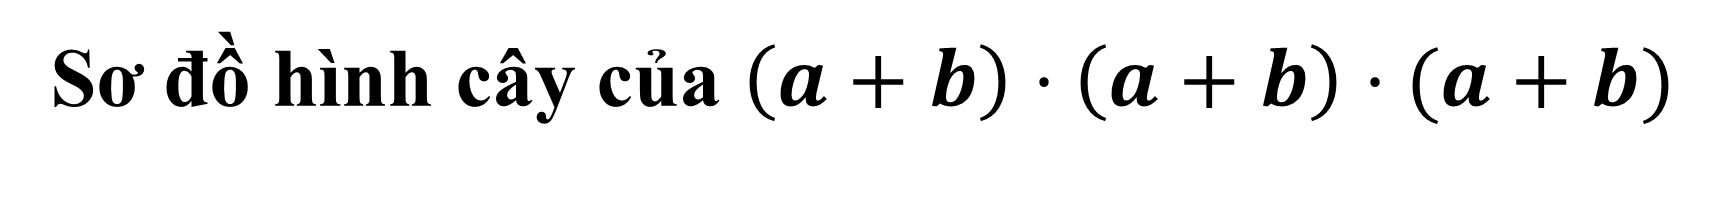 Sơ đồ hình cây của (a + b) · (a + b) · (a + b)